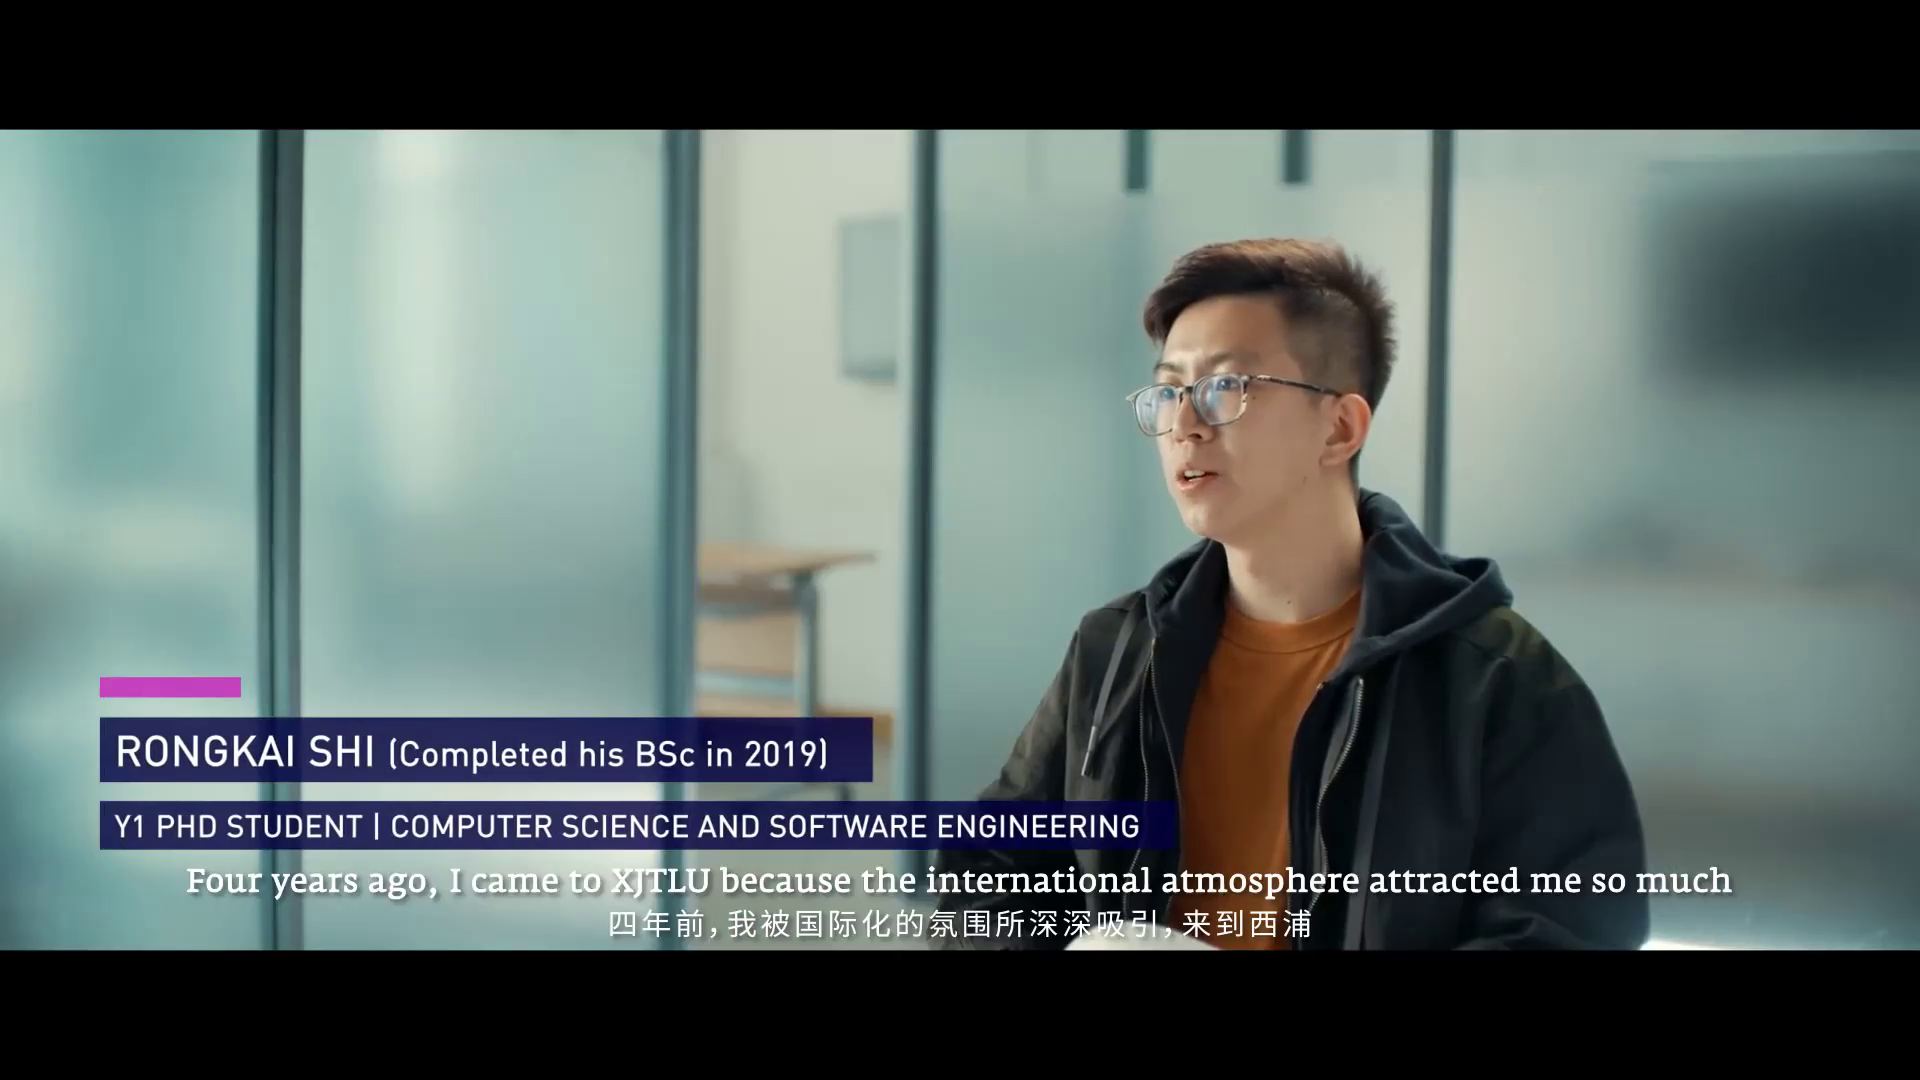 RONGKAI SHI (Completed his BSc in 2019)
Y1 PHD STUDENT | COMPUTER SCIENCE AND SOFTWARE ENGINEERING
Four years ago, I came to XJTLU because the international atmosphere attracted me so much
四年前，我被国际化的氛围所深深吸引，来到西浦